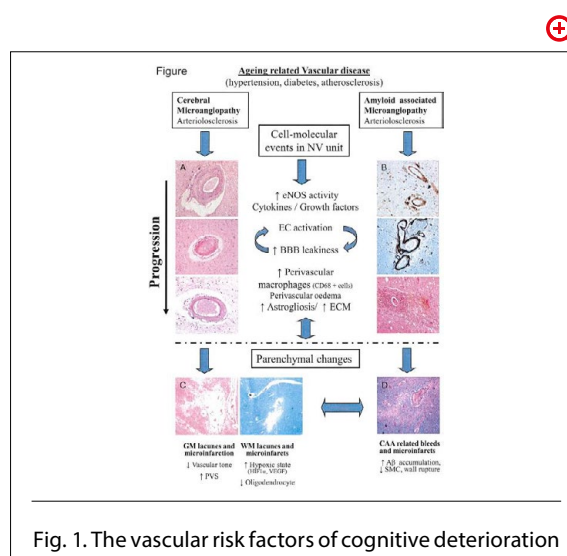 Figure
Ageing related Vascular disease
(hypertension, diabetes, atherosclerosis)
Cerebral
Microangiopathy
Arteriolosclerosis
Amyloid associated
Microangiopathy
Arteriolosclerosis
Cell-molecular
events in NV unit
A
B
↑ eNOS activity
Cytokines / Growth factors
EC activation
↑ BBB leakiness
↑ Perivascular
macrophages (CD68 + cells)
Perivascular oedema
↑ Astrogliosis/ ↑ ECM
Progression
Parenchymal changes
C
D
GM lacunes and
microinfarction
↓ Vascular tone
↑ PVS
WM lacunes and
microinfarcts
↑ Hypoxic state
(HIF1α, VEGF)
↓ Oligodendocyte
CAA related bleeds
and microinfarcts
↑ Aβ accumulation,
↓ SMC, wall rupture
Fig. 1. The vascular risk factors of cognitive deterioration